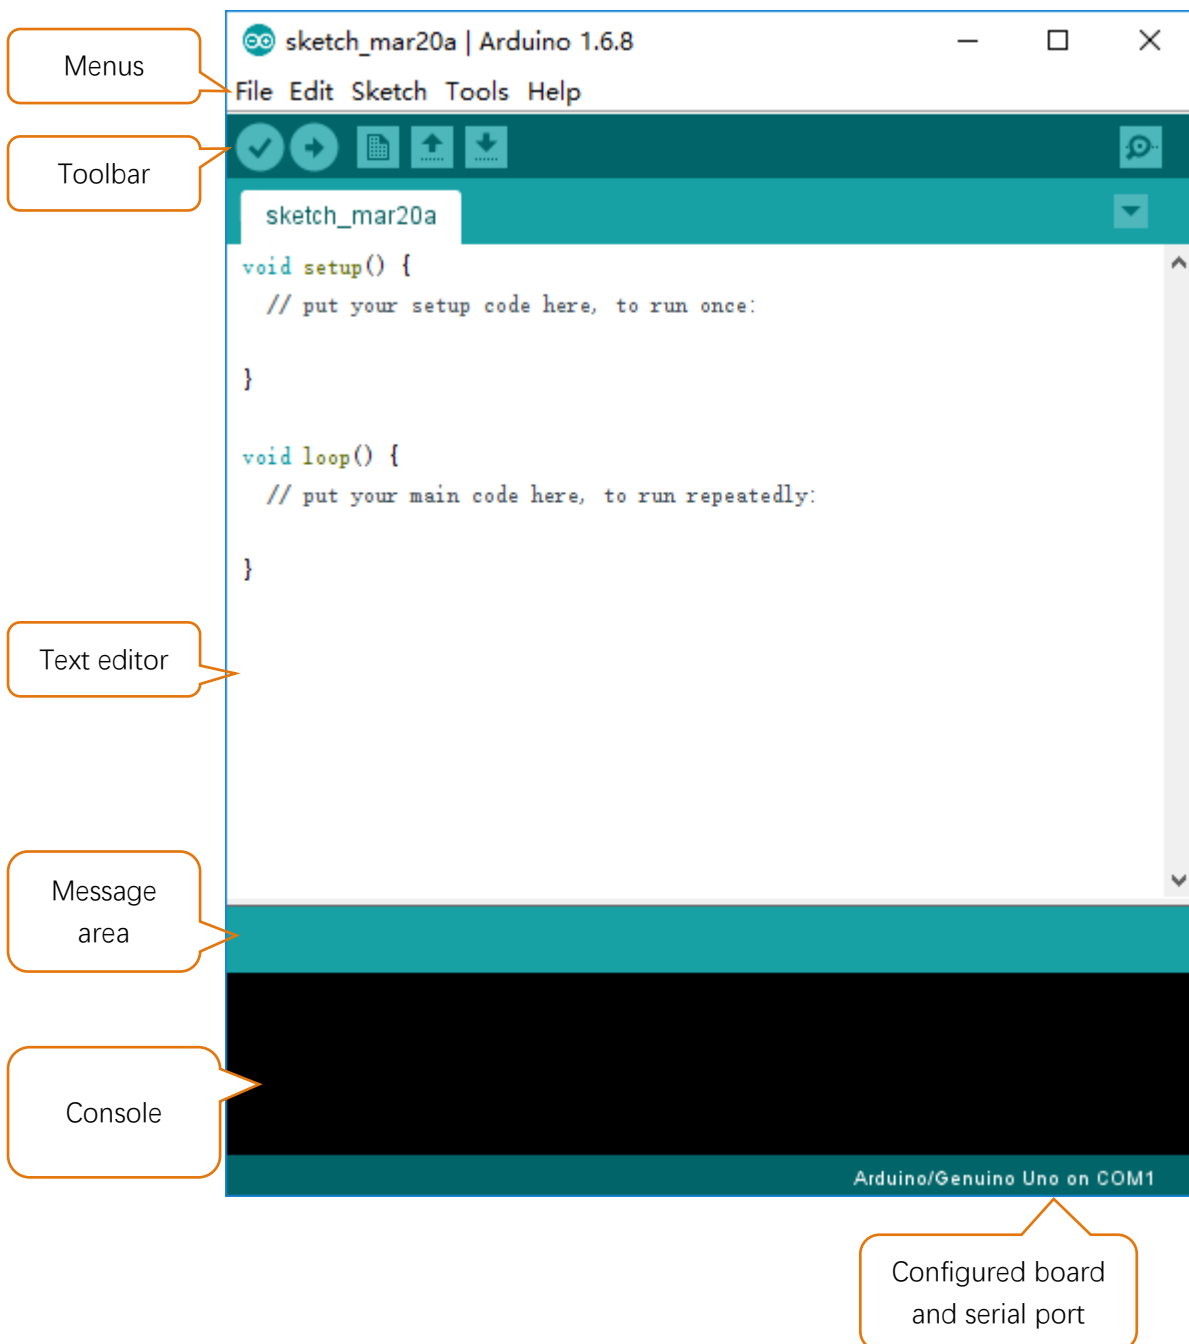 sketch_mar20a | Arduino 1.6.8
Menus
File Edit Sketch Tools Help
Toolbar
sketch_mar20a
void setup() {
  // put your setup code here, to run once:
}
void loop() {
  // put your main code here, to run repeatedly:
}
Text editor
Message
area
Console
Arduino/Genuino Uno on COM1
Configured board
and serial port